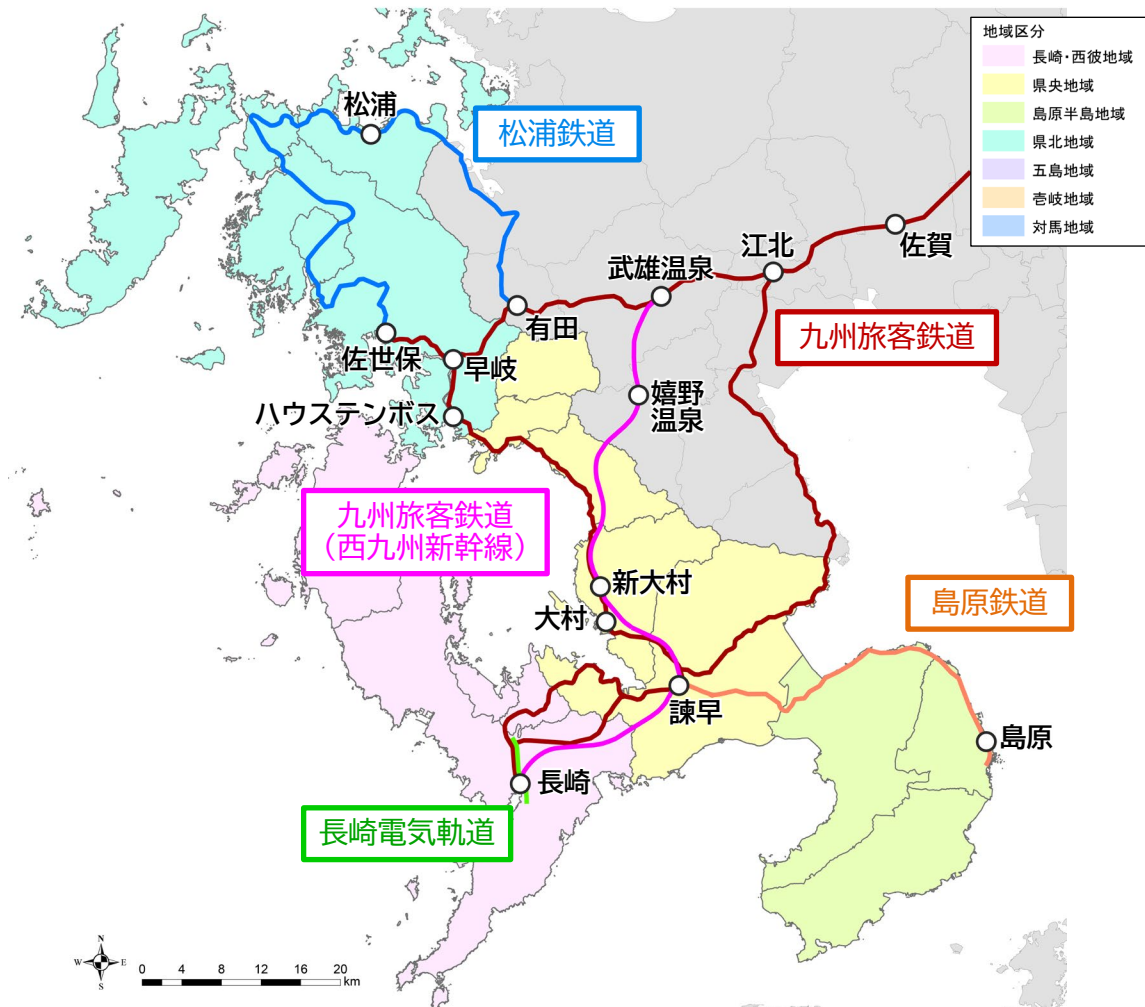 地域区分
長崎・西彼地域
県央地域
島原半島地域
県北地域
五島地域
壱岐地域
対馬地域
松浦
松浦鉄道
佐賀
江北
武雄温泉
有田
九州旅客鉄道
佐世保
早岐
嬉野
温泉
ハウステンボス
九州旅客鉄道
（西九州新幹線）
新大村
島原鉄道
大村
諫早
島原
長崎
長崎電気軌道
N
W
E
S
0 4 8 12 16 20
km